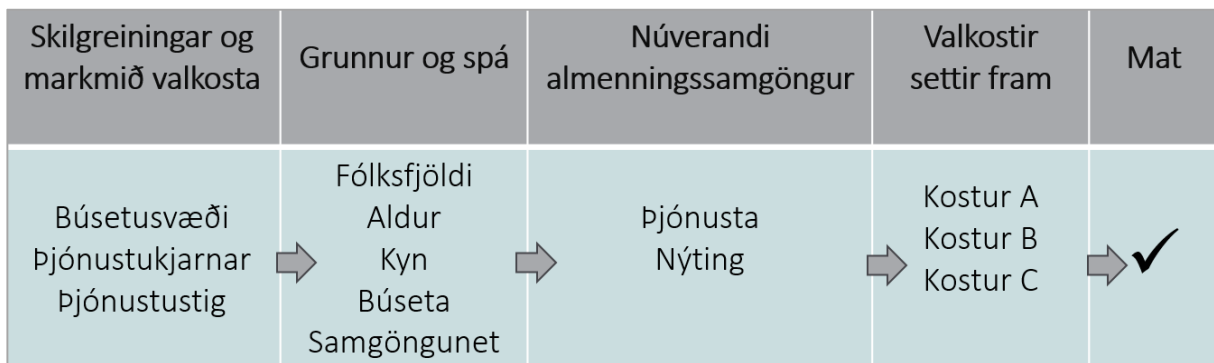 Skilgreiningar og
markmið valkosta
Grunnur og spá
Núverandi
almenningssamgöngur
Valkostir
settir fram
Mat
Búsetusvæði
Þjónustukjarnar
Þjónustustig
Fólksfjöldi
Aldur
Kyn
Búseta
Samgöngunet
Þjónusta
Nýting
Kostur A
Kostur B
Kostur C